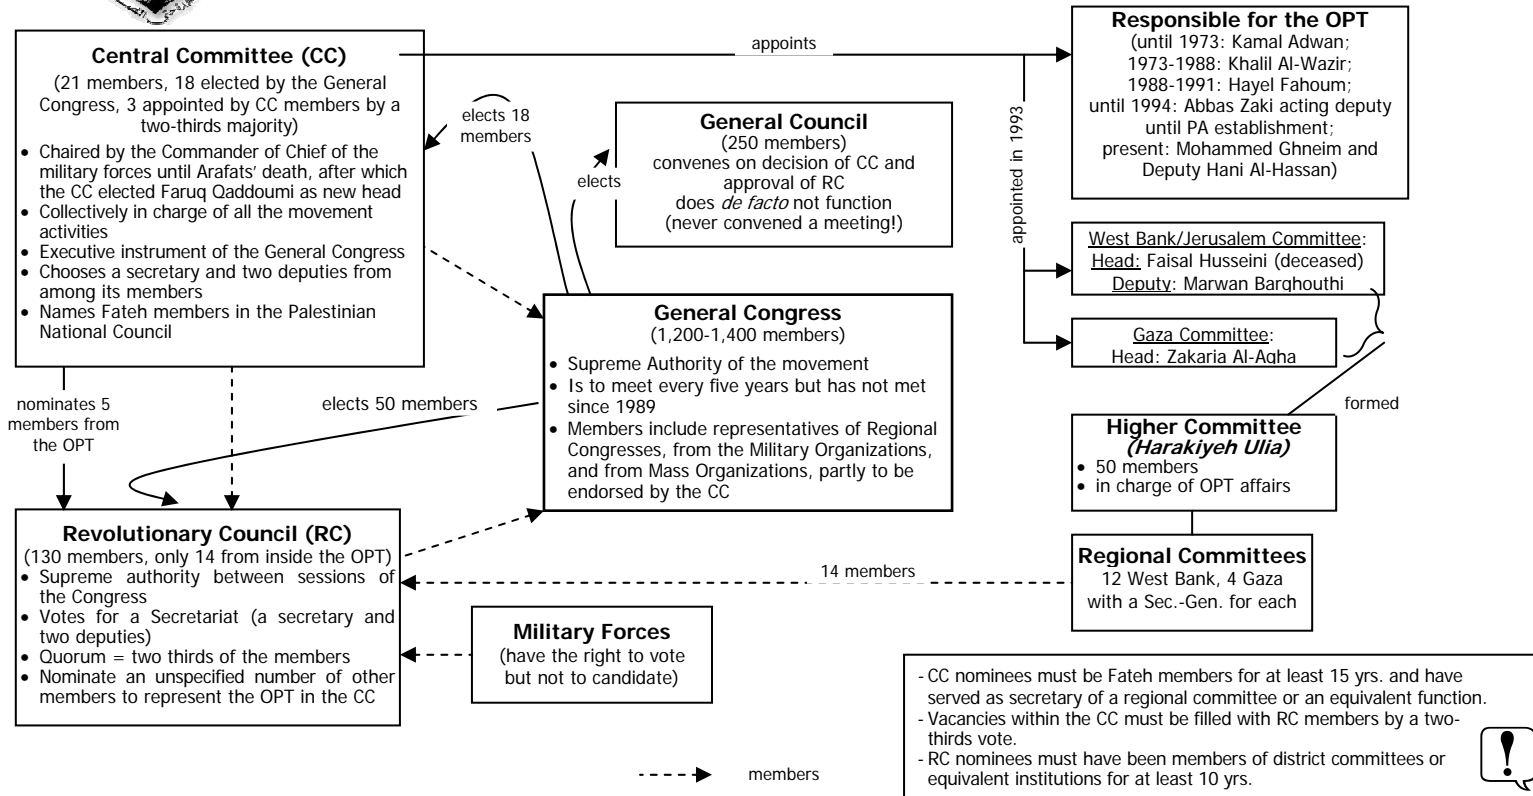 Central Committee (CC)
(21 members, 18 elected by the General
Congress, 3 appointed by CC members by a
two-thirds majority)
• Chaired by the Commander of Chief of the
military forces until Arafats' death, after which
the CC elected Faruq Qaddoumi as new head
• Collectively in charge of all the movement
activities
• Executive instrument of the General Congress
• Chooses a secretary and two deputies from
among its members
• Names Fateh members in the Palestinian
National Council
appoints
Responsible for the OPT
(until 1973: Kamal Adwan;
1973-1988: Khalil Al-Wazir;
1988-1991: Hayel Fahoum;
until 1994: Abbas Zaki acting deputy
until PA establishment;
present: Mohammed Ghneim and
Deputy Hani Al-Hassan)
elects 18
members
elects
General Council
(250 members)
convenes on decision of CC and
approval of RC
does de facto not function
(never convened a meeting!)
appointed in 1993
West Bank/Jerusalem Committee:
Head: Faisal Husseini (deceased)
Deputy: Marwan Barghouthi
Gaza Committee:
Head: Zakaria Al-Agha
General Congress
(1,200-1,400 members)
• Supreme Authority of the movement
• Is to meet every five years but has not met
since 1989
• Members include representatives of Regional
Congresses, from the Military Organizations,
and from Mass Organizations, partly to be
endorsed by the CC
nominates 5
members from
the OPT
elects 50 members
formed
Higher Committee
(Harakiyeh Ulia)
• 50 members
• in charge of OPT affairs
Revolutionary Council (RC)
(130 members, only 14 from inside the OPT)
• Supreme authority between sessions of
the Congress
• Votes for a Secretariat (a secretary and
two deputies)
• Quorum = two thirds of the members
• Nominate an unspecified number of other
members to represent the OPT in the CC
14 members
Regional Committees
12 West Bank, 4 Gaza
with a Sec.-Gen. for each
Military Forces
(have the right to vote
but not to candidate)
- CC nominees must be Fateh members for at least 15 yrs. and have
served as secretary of a regional committee or an equivalent function.
- Vacancies within the CC must be filled with RC members by a two-
thirds vote.
- RC nominees must have been members of district committees or
equivalent institutions for at least 10 yrs.
!
members